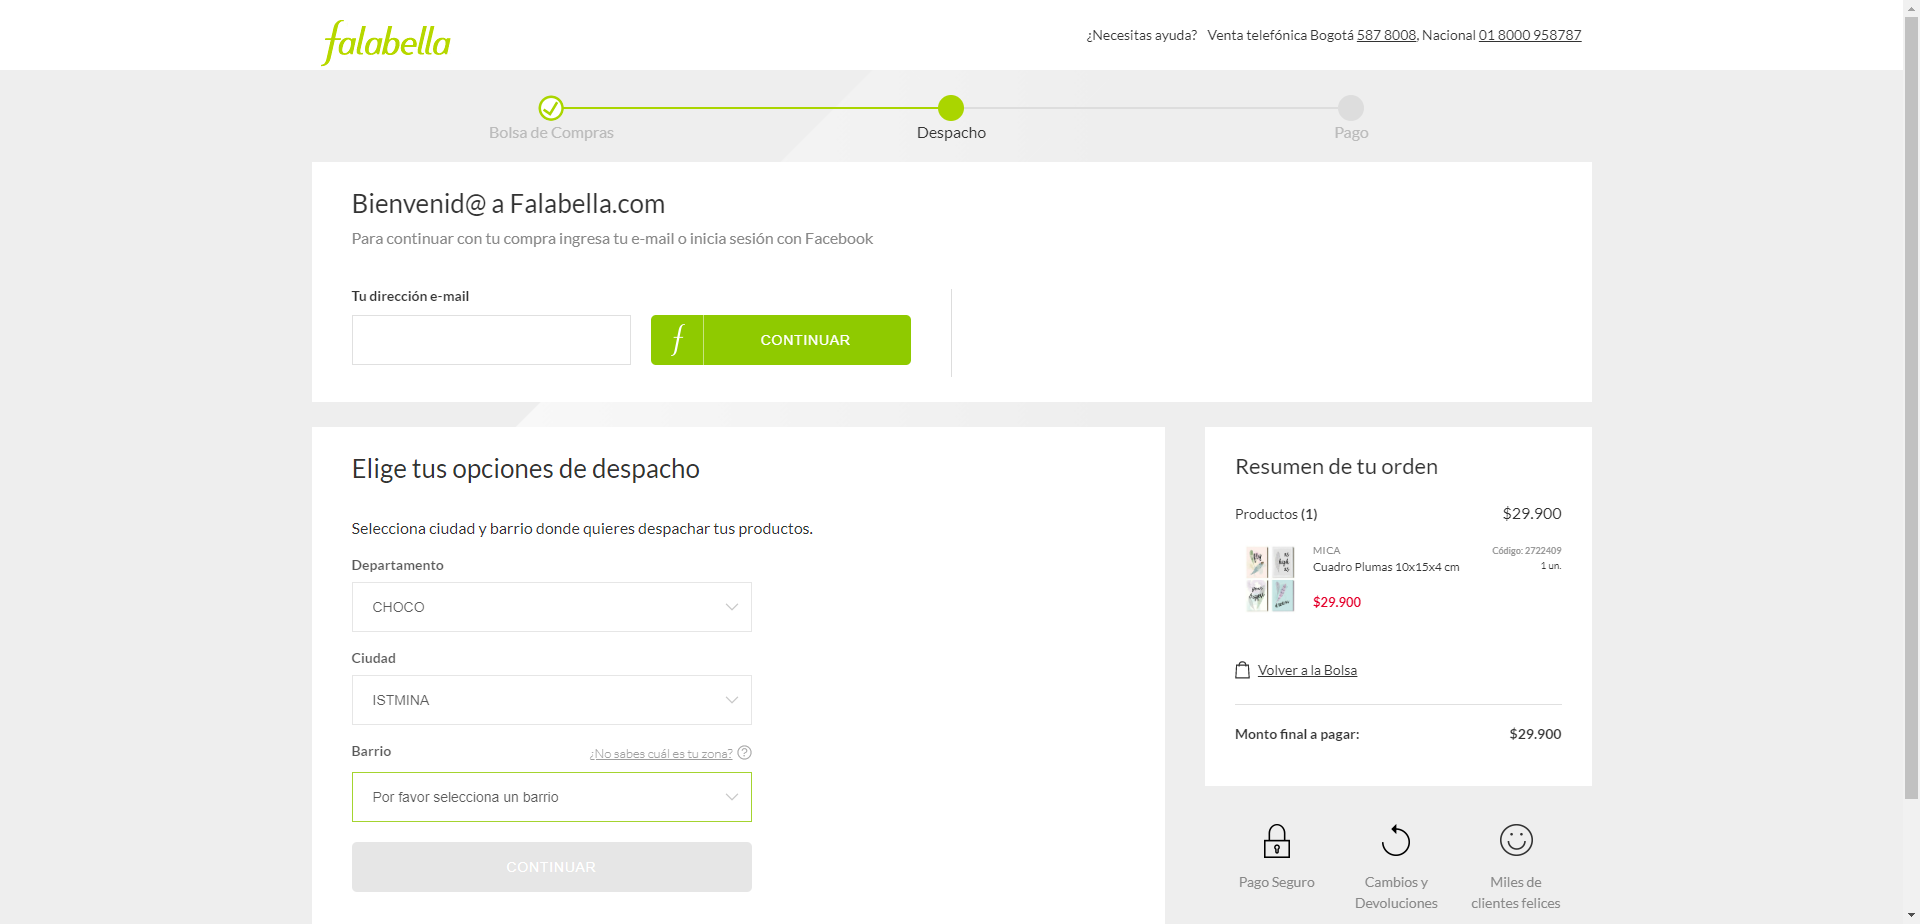 falabella
¿Necesitas ayuda? Venta telefónica Bogotá 587 8008, Nacional 01 8000 958787
Bolsa de Compras
Despacho
Pago
Bienvenid@ a Falabella.com
Para continuar con tu compra ingresa tu e-mail o inicia sesión con Facebook
Tu dirección e-mail
f CONTINUAR
Elige tus opciones de despacho
Selecciona ciudad y barrio donde quieres despachar tus productos.
Departamento
CHOCO
Ciudad
ISTMINA
Barrio
¿No sabes cuál es tu zona? ?
Por favor selecciona un barrio
CONTINUAR
Resumen de tu orden
Productos (1) $29.900
MICA
Código: 2722409
Cuadro Plumas 10x15x4 cm
1 un.
$29.900
Volver a la Bolsa
Monto final a pagar: $29.900
Pago Seguro
Cambios y
Devoluciones
Miles de
clientes felices